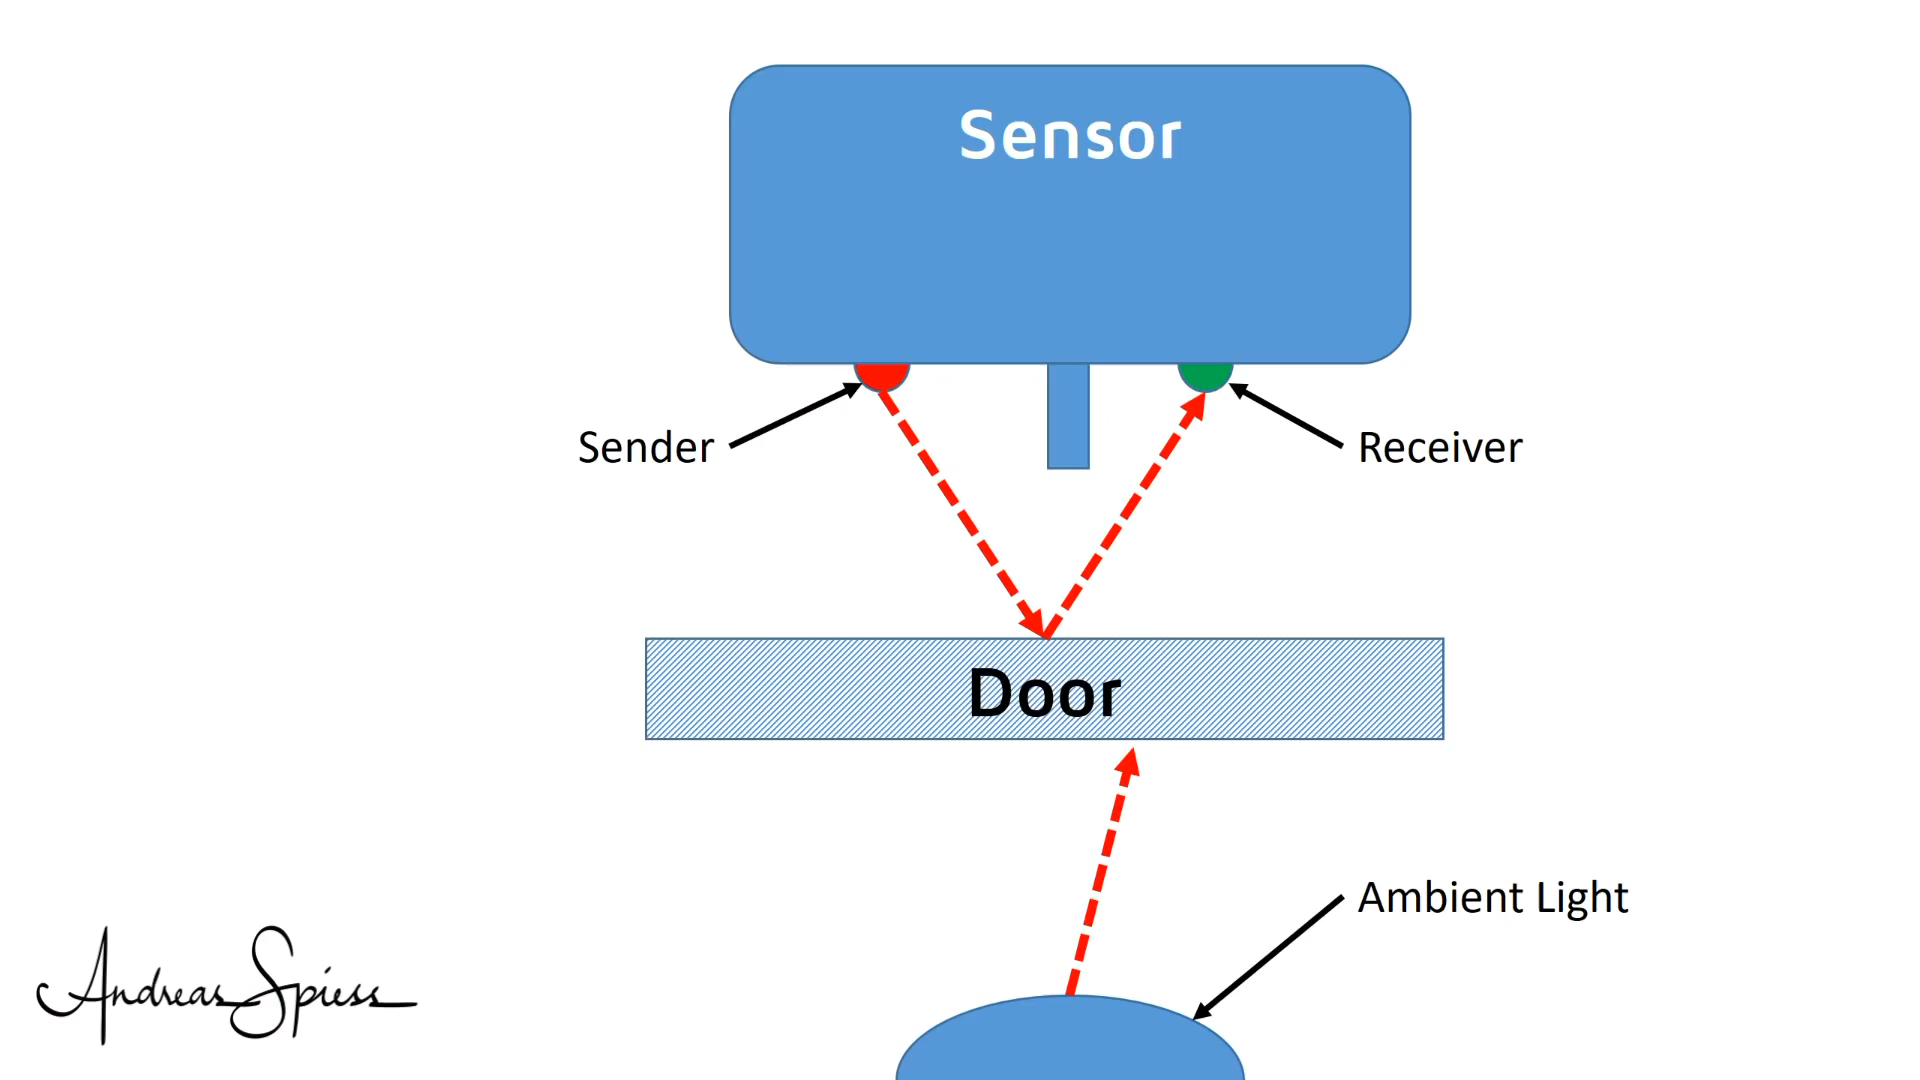 Sensor
Sender
Receiver
Door
Ambient Light
Andreas Spiess